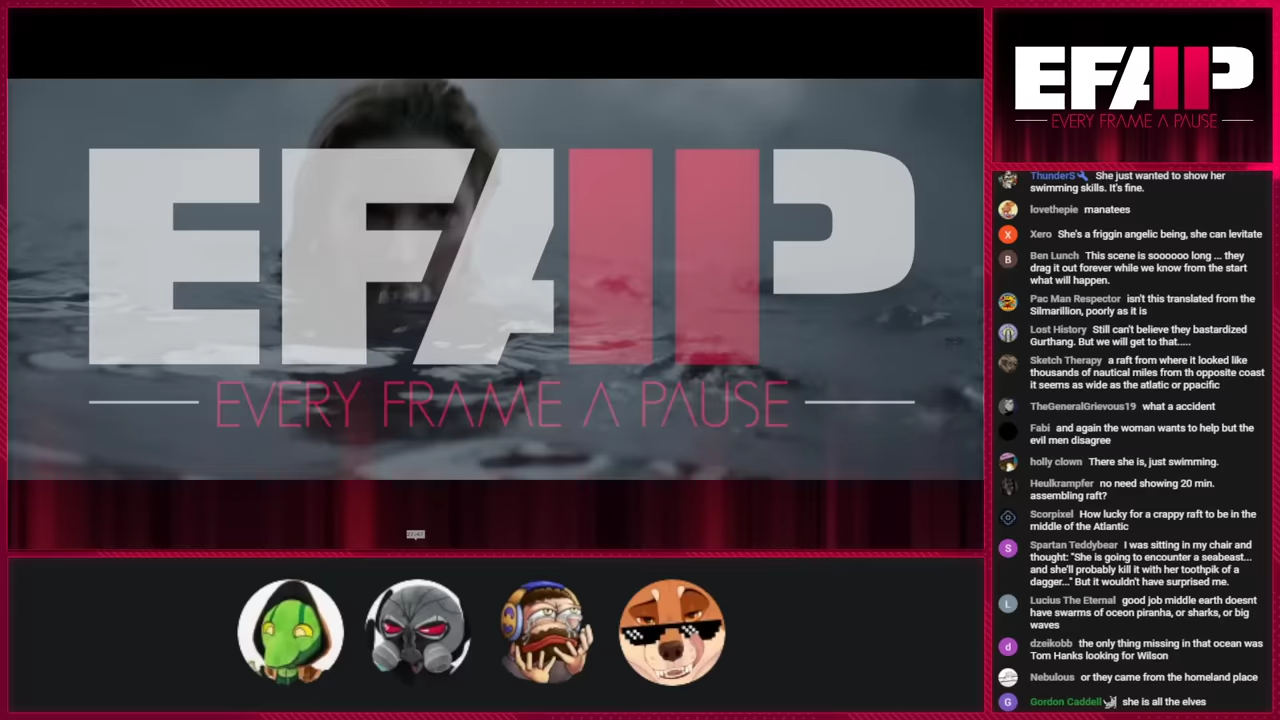 EFAP
EVERY FRAME A PAUSE
EFAP
EVERY FRAME A PAUSE
ThunderS She just wanted to show her
swimming skills. It's fine.
lovethepie manatees
X
Xero She's a friggin angelic being, she can levitate
B
Ben Lunch This scene is soooooo long ... they
drag it out forever while we know from the start
what will happen.
Pac Man Respector isn't this translated from the
Silmarillion, poorly as it is
Lost History Still can't believe they bastardized
Gurthang. But we will get to that.....
Sketch Therapy a raft from where it looked like
thousands of nautical miles from th opposite coast
it seems as wide as the atlatic or ppacific
TheGeneralGrievous19 what a accident
Fabi and again the woman wants to help but the
evil men disagree
holly clown There she is, just swimming.
Heulkrampfer no need showing 20 min.
assembling raft?
Scorpixel How lucky for a crappy raft to be in the
middle of the Atlantic
S
Spartan Teddybear I was sitting in my chair and
thought: "She is going to encounter a seabeast...
and she'll probably kill it with her toothpik of a
dagger..." But it wouldn't have surprised me.
L
Lucius The Eternal good job middle earth doesnt
have swarms of ocean piranha, or sharks, or big
waves
d
dzeikobb the only thing missing in that ocean was
Tom Hanks looking for Wilson
Nebulous or they came from the homeland place
G
Gordon Caddell she is all the elves